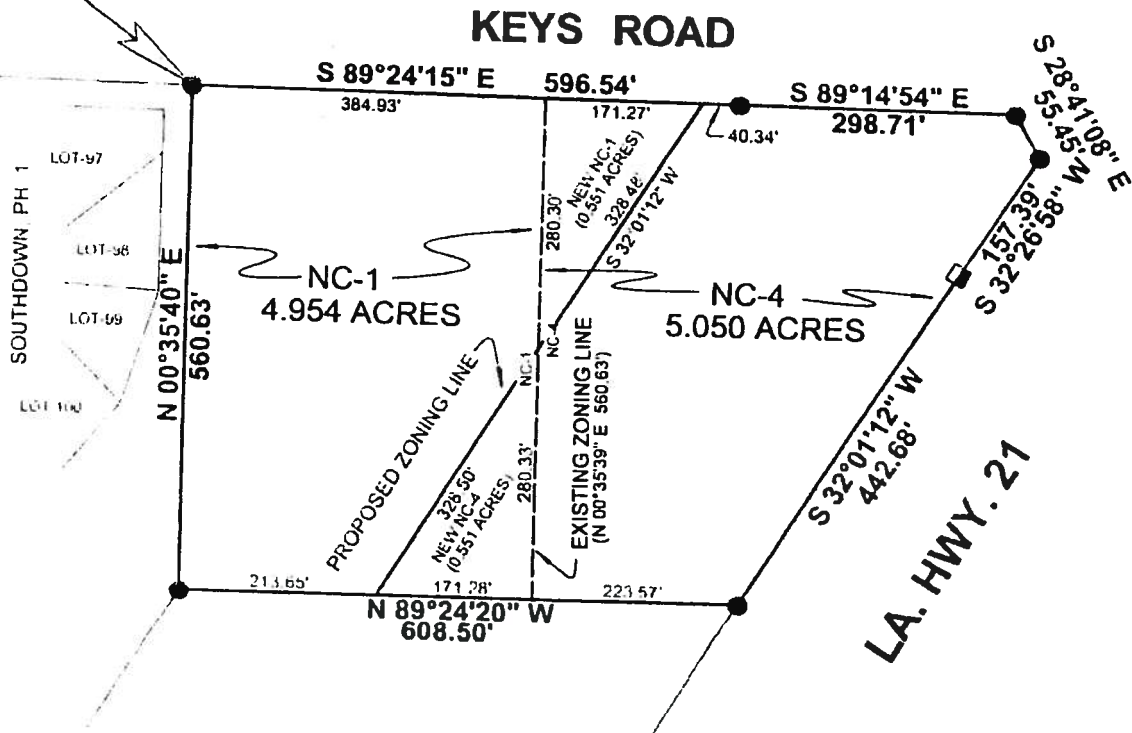 KEYS ROAD
S 89°24'15" E 596.54'
384.93'
171.27'
40.34'
S 89°14'54" E
298.71'
S 28°41'08" E
55.45'
157.39'
S 32°26'58" W
SOUTHDOWN, PH 1
LOT-97
LOT-98
LOT-99
LOT-100
N 00°35'40" E
560.63'
NC-1
4.954 ACRES
280.30'
NEW NC-1
(0.551 ACRES)
328.48'
S 32°01'12" W
NC-4
5.050 ACRES
NC-1
NC-4
PROPOSED ZONING LINE
328.50'
NEW NC-4
(0.551 ACRES)
280.33'
EXISTING ZONING LINE
(N 00°35'39" E 560.63')
S 32°01'12" W
442.68'
LA. HWY. 21
213.65'
171.28'
223.57'
N 89°24'20" W
608.50'